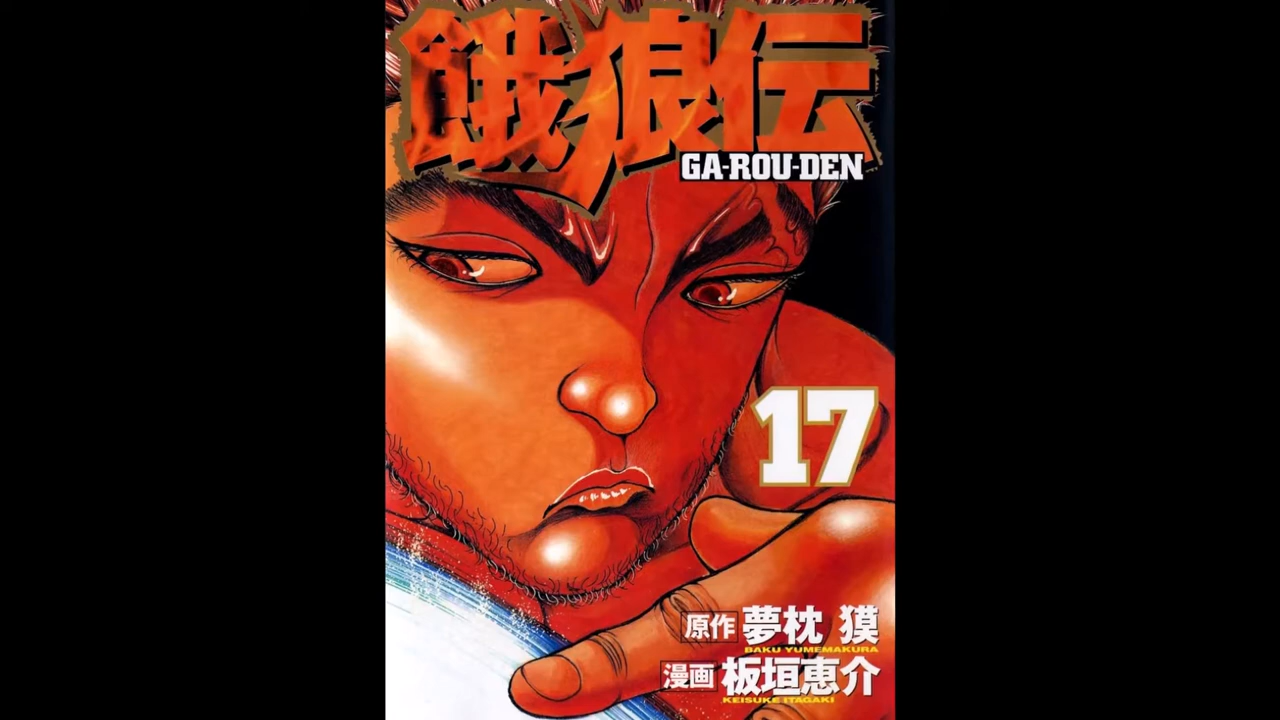 餓狼伝
GA-ROU-DEN
17
原作 夢枕 獏
BAKU YUMEMAKURA
漫画 板垣恵介
KEISUKE ITAGAKI